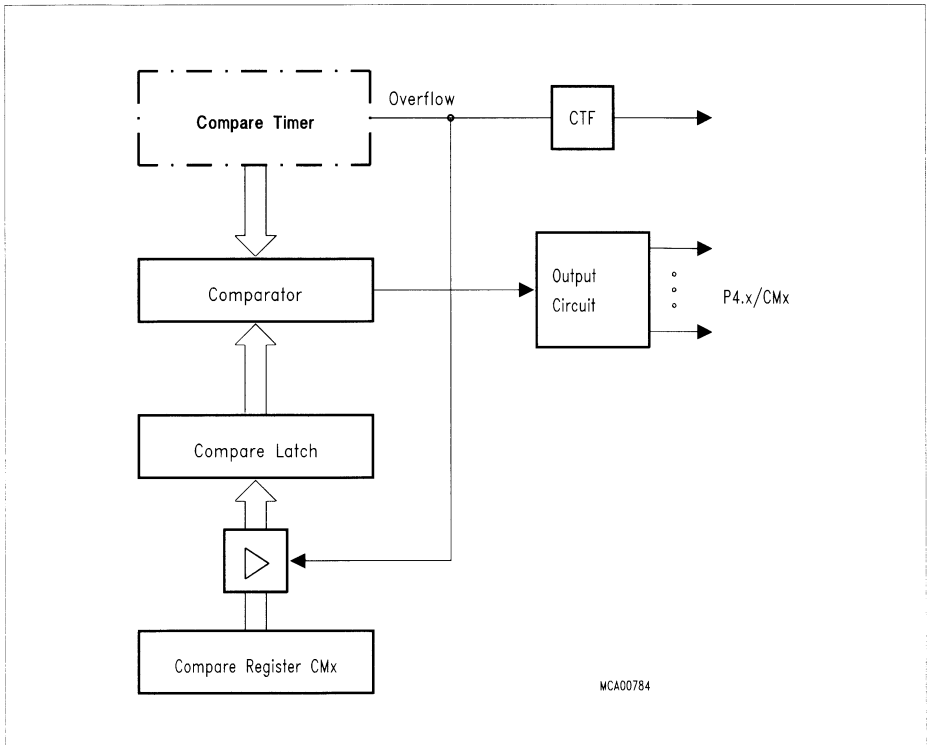 Overflow
Compare Timer
CTF
Comparator
Output
Circuit
P4.x/CMx
Compare Latch
Compare Register CMx
MCA00784